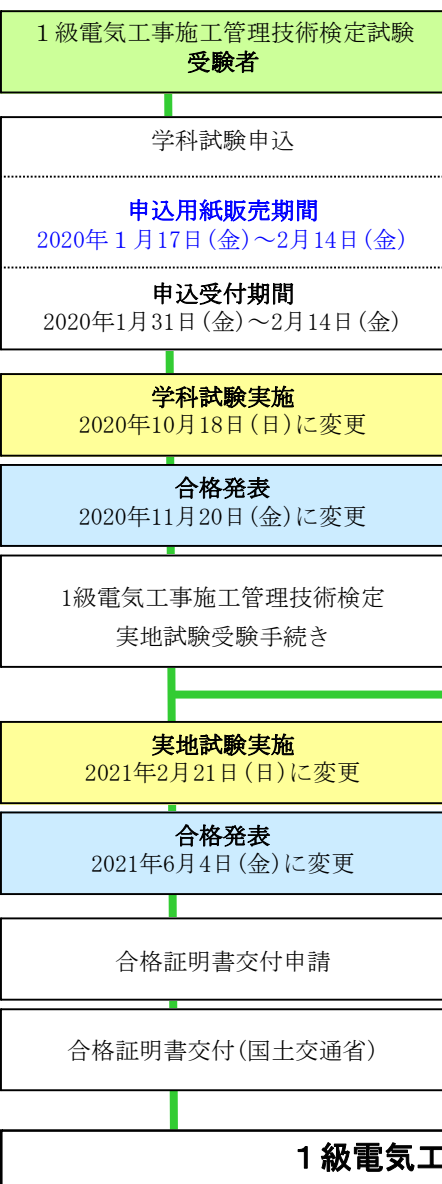 １級電気工事施工管理技術検定試験
受験者
学科試験申込
申込用紙販売期間
2020年１月17日(金)～2月14日(金)
申込受付期間
2020年1月31日(金)～2月14日(金)
学科試験実施
2020年10月18日(日)に変更
合格発表
2020年11月20日(金)に変更
1級電気工事施工管理技術検定
実地試験受験手続き
実地試験実施
2021年2月21日(日)に変更
合格発表
2021年6月4日(金)に変更
合格証明書交付申請
合格証明書交付(国土交通省)
１級電気工